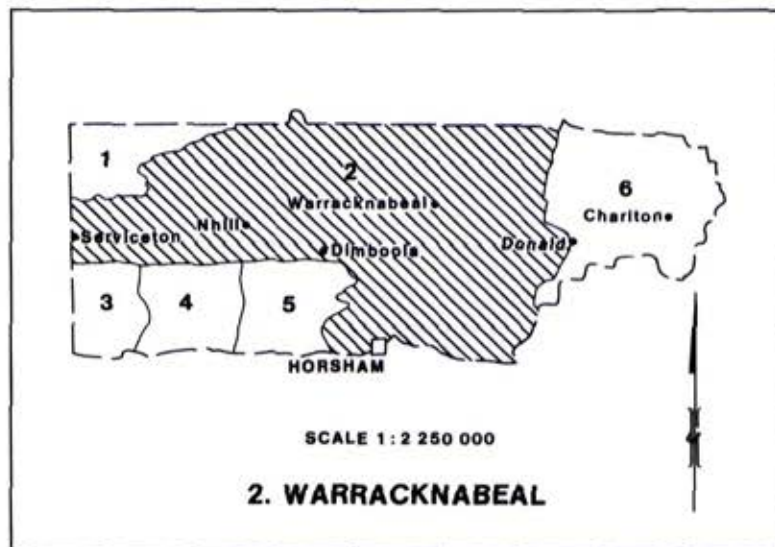 1
2
6
Warracknabeal
Charlton
Serviceton
Nhill
Dimboola
Donald
3
4
5
HORSHAM
SCALE 1:2 250 000
2. WARRACKNABEAL